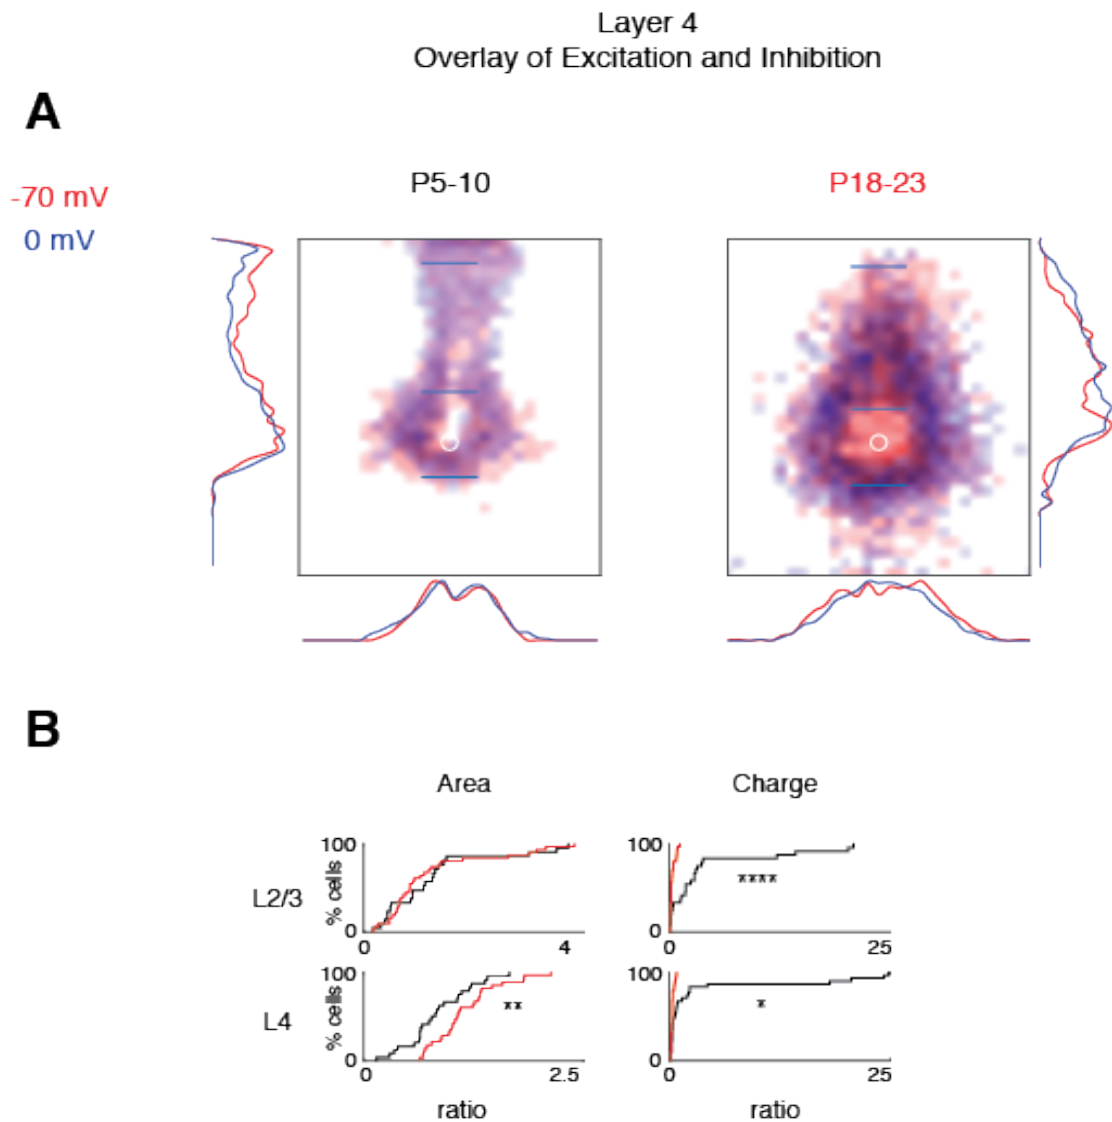 Layer 4
Overlay of Excitation and Inhibition
A
-70 mV
0 mV
P5-10
P18-23
B
Area
Charge
L2/3
% cells
100
0
0
4
100
0
****
0
25
L4
% cells
100
0
**
0
2.5
100
0
*
0
25
ratio
ratio